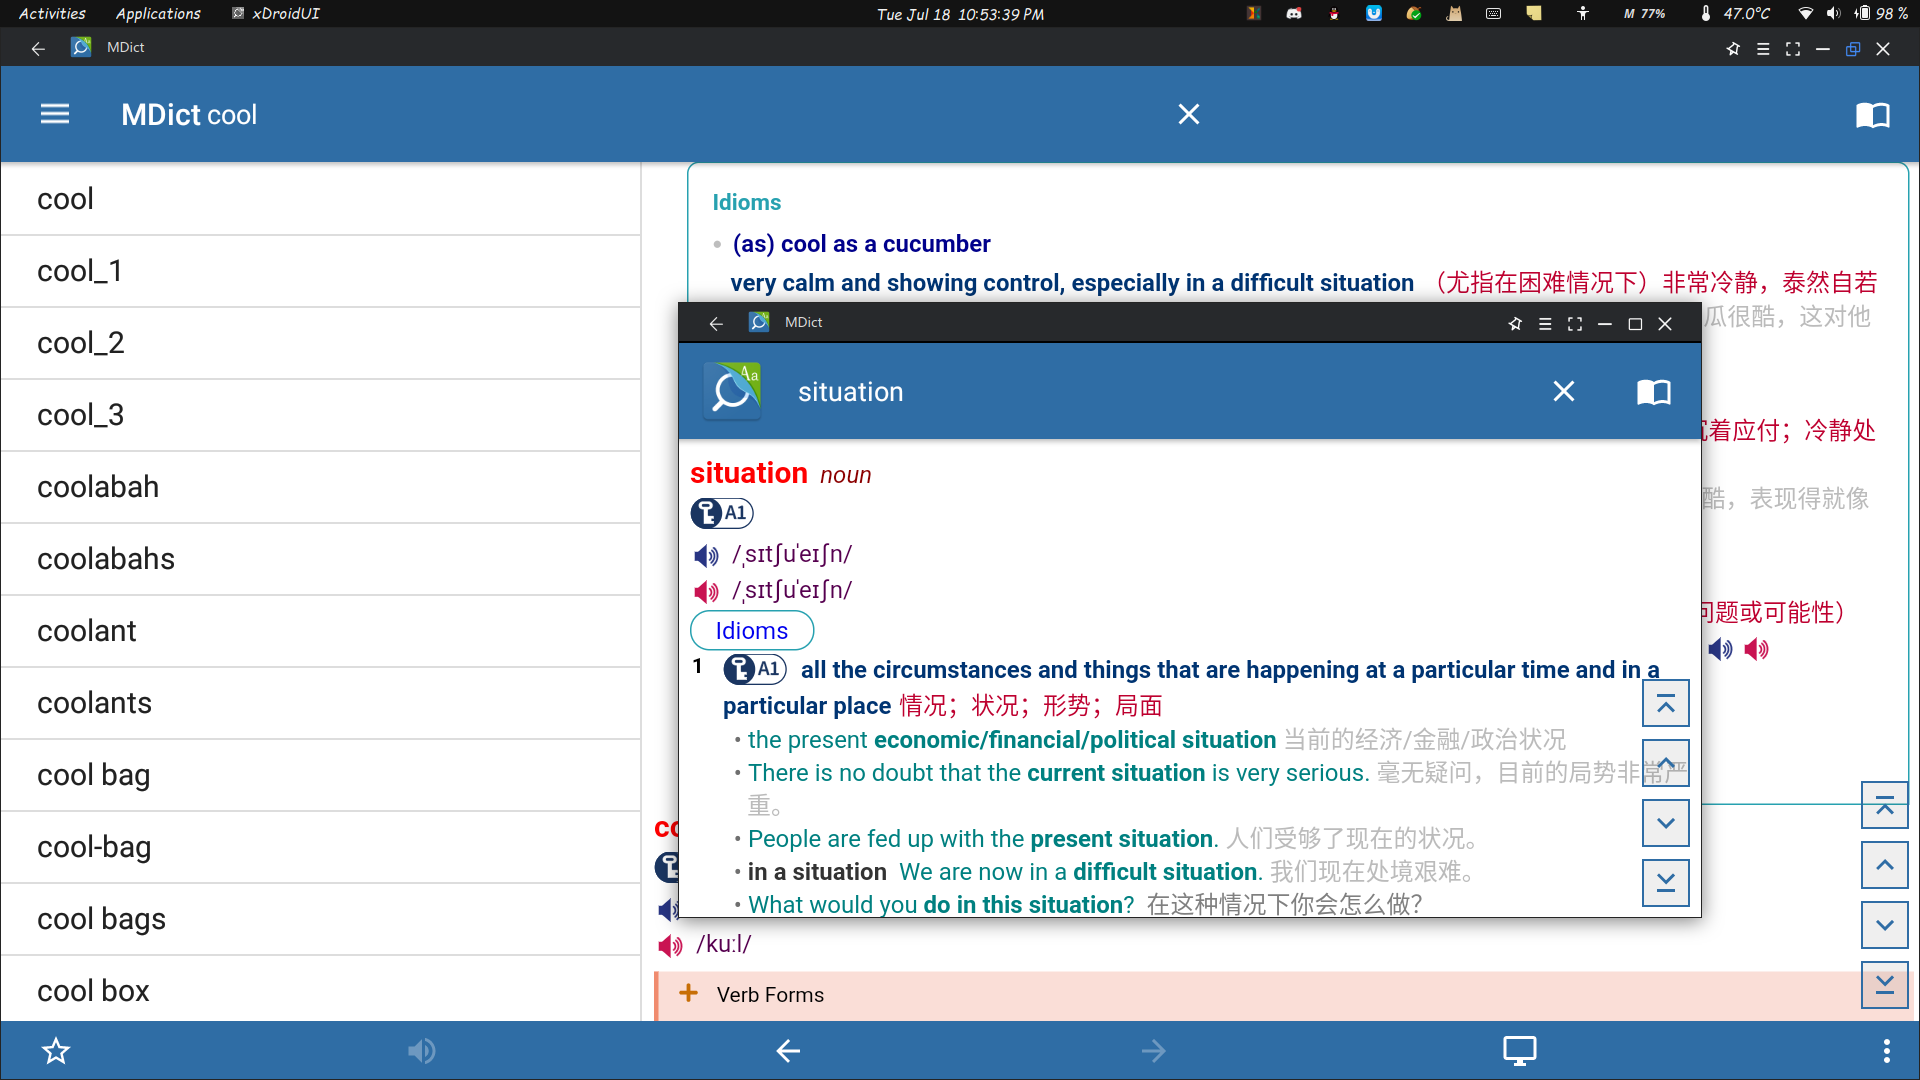 Activities Applications xDroidUI Tue Jul 18 10:53:39 PM M 77% 47.0°C 98 %
MDict
MDict cool
cool
cool_1
cool_2
cool_3
coolabah
coolabahs
coolant
coolants
cool bag
cool-bag
cool bags
cool box
Idioms
• (as) cool as a cucumber
very calm and showing control, especially in a difficult situation （尤指在困难情况下）非常冷静，泰然自若
瓜很酷，这对他
着应付；冷静处
酷，表现得就像
问题或可能性）
MDict
situation
situation noun
A1
/ˌsɪtʃuˈeɪʃn/
/ˌsɪtʃuˈeɪʃn/
Idioms
1 A1 all the circumstances and things that are happening at a particular time and in a
particular place 情况；状况；形势；局面
• the present economic/financial/political situation 当前的经济/金融/政治状况
• There is no doubt that the current situation is very serious. 毫无疑问，目前的局势非常严
重。
• People are fed up with the present situation. 人们受够了现在的状况。
• in a situation We are now in a difficult situation. 我们现在处境艰难。
• What would you do in this situation? 在这种情况下你会怎么做？
/kuːl/
Verb Forms